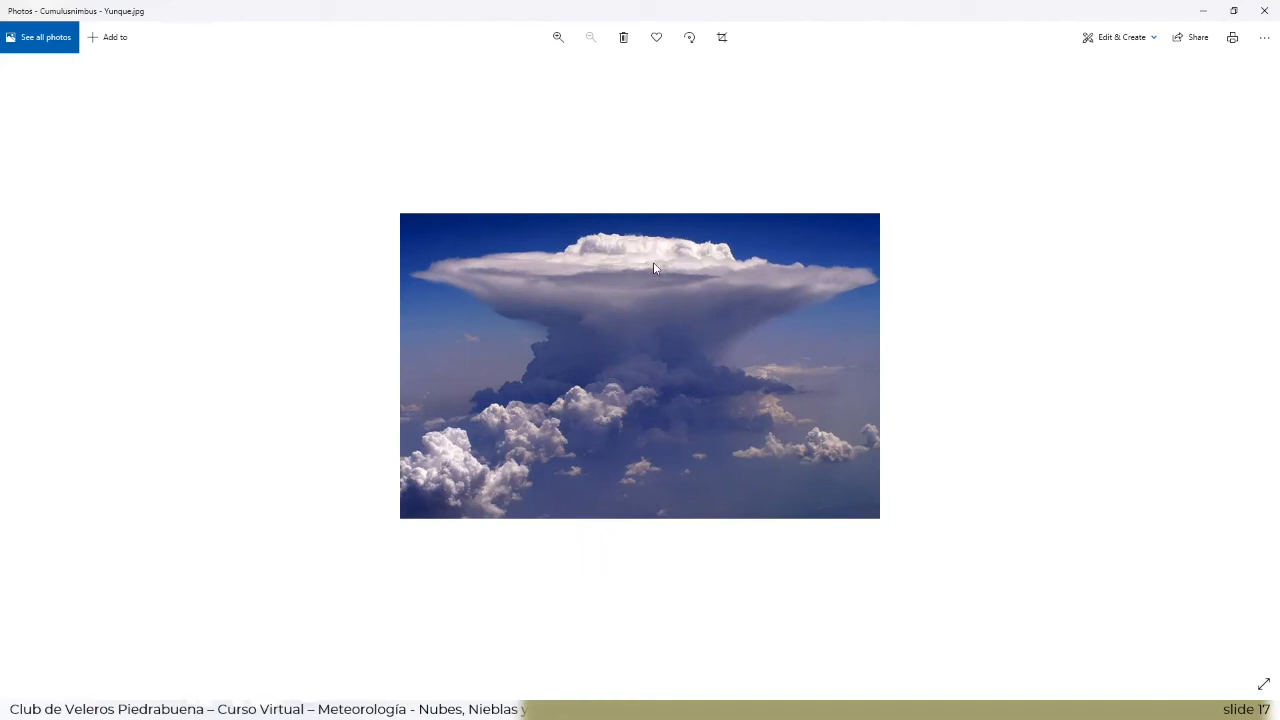 Photos - Cumulusnimbus - Yunque.jpg
See all photos
Add to
Edit & Create
Share
Club de Veleros Piedrabuena – Curso Virtual – Meteorología - Nubes, Nieblas y
slide 17